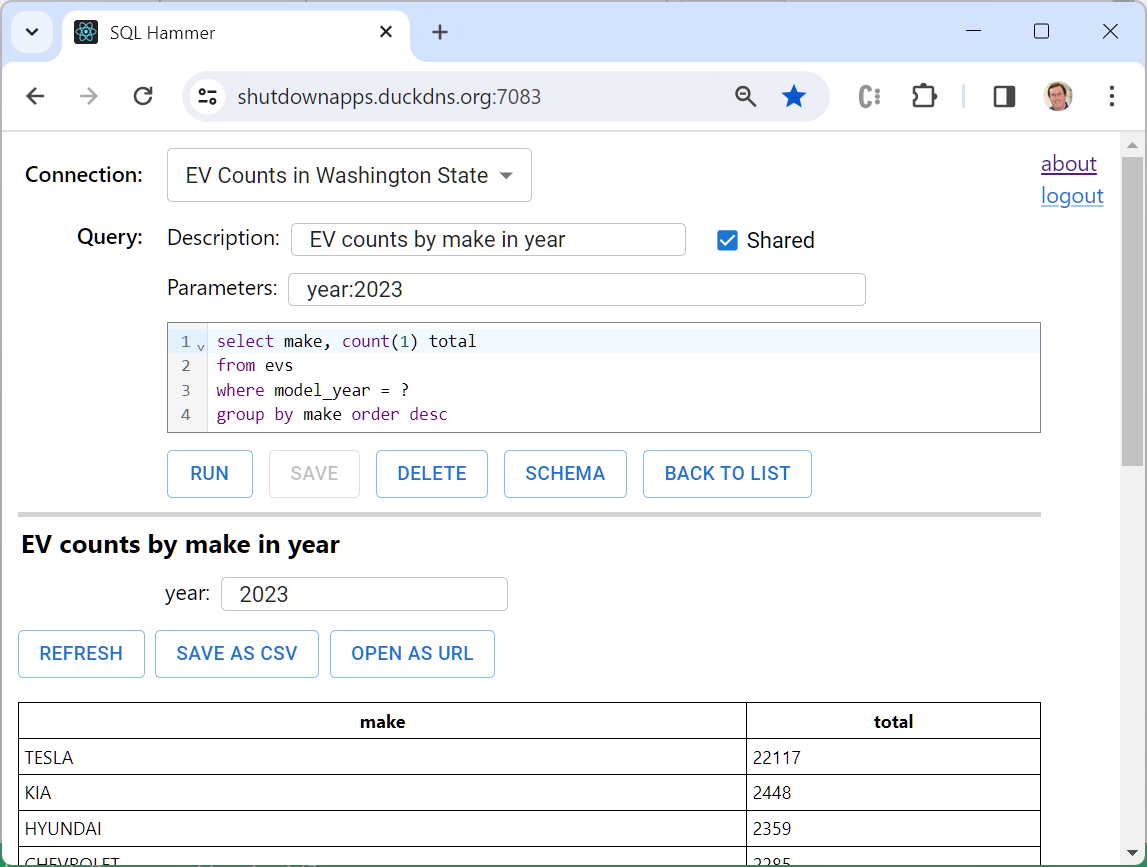 SQL Hammer
shutdownapps.duckdns.org:7083
Connection: EV Counts in Washington State
about
logout
Query: Description: EV counts by make in year Shared
Parameters: year:2023
1 select make, count(1) total
2 from evs
3 where model_year = ?
4 group by make order desc
RUN SAVE DELETE SCHEMA BACK TO LIST
EV counts by make in year
year: 2023
REFRESH SAVE AS CSV OPEN AS URL
make total
TESLA 22117
KIA 2448
HYUNDAI 2359
CHEVROLET 2285